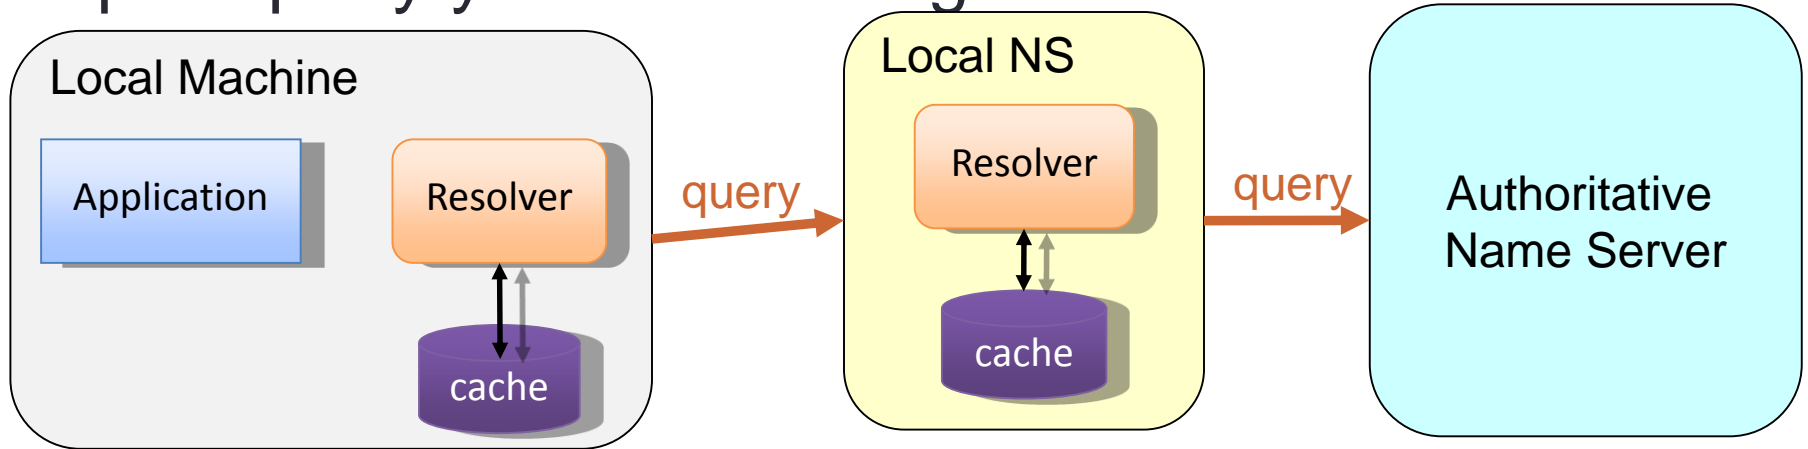 Local Machine
Application
Resolver
cache
query
Local NS
Resolver
cache
query
Authoritative
Name Server